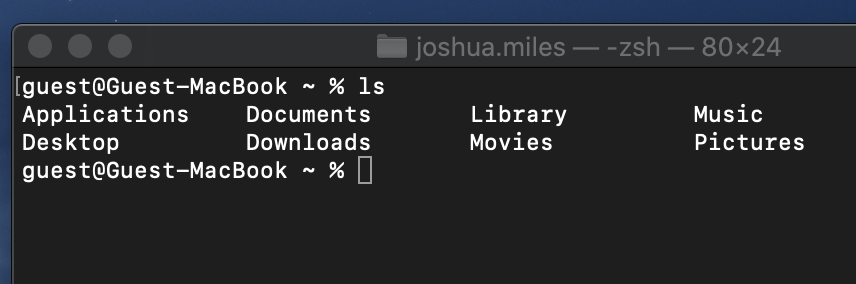 joshua.miles — -zsh — 80×24
[guest@Guest-MacBook ~ % ls
Applications Documents Library Music
Desktop Downloads Movies Pictures
guest@Guest-MacBook ~ %